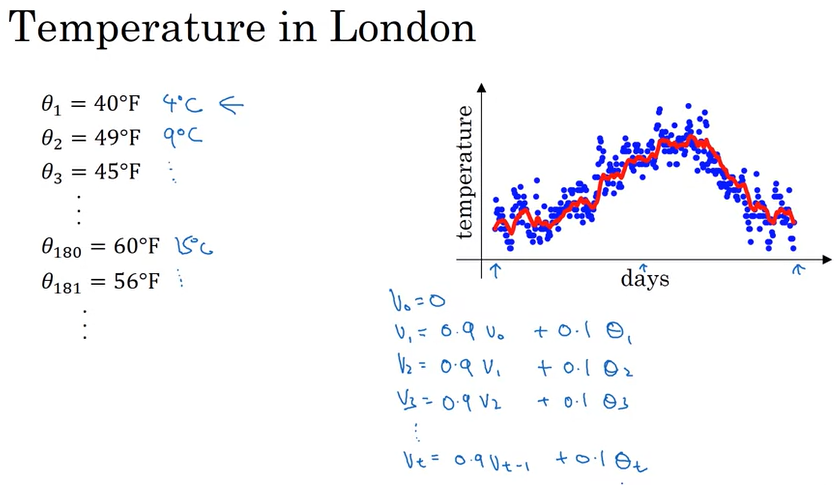 Temperature in London
θ₁ = 40°F 4°C ←
θ₂ = 49°F 9°C
θ₃ = 45°F ⋮
⋮
θ₁₈₀ = 60°F 15°C
θ₁₈₁ = 56°F ⋮
⋮
temperature
days
V₀ = 0
V₁ = 0.9 V₀ + 0.1 θ₁
V₂ = 0.9 V₁ + 0.1 θ₂
V₃ = 0.9 V₂ + 0.1 θ₃
⋮
Vₜ = 0.9 Vₜ₋₁ + 0.1 θₜ